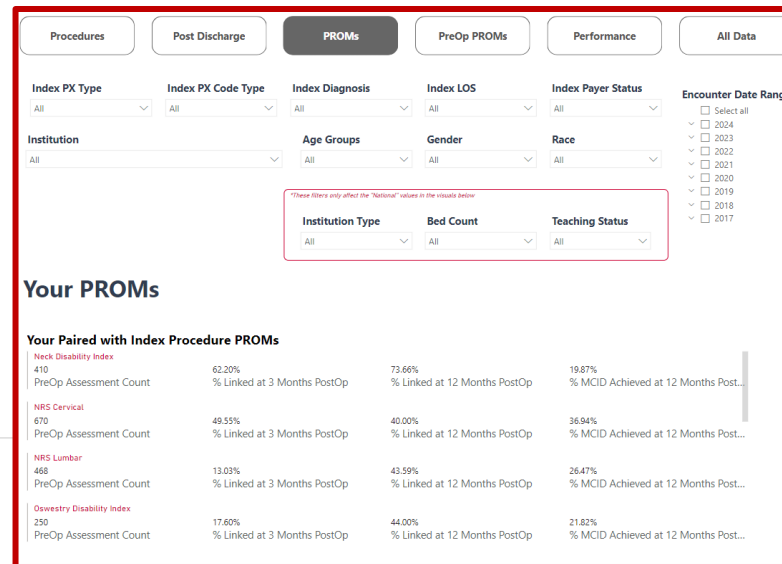 Procedures Post Discharge PROMs PreOp PROMs Performance All Data
Index PX Type Index PX Code Type Index Diagnosis Index LOS Index Payer Status Encounter Date Rang
All All All All All Select all
2024
Institution Age Groups Gender Race 2023
2022
All All All All 2021
2020
*These filters only affect the "National" values in the visuals below 2019
2018
Institution Type Bed Count Teaching Status 2017
All All All
Your PROMs
Your Paired with Index Procedure PROMs
Neck Disability Index
410 62.20% 73.66% 19.87%
PreOp Assessment Count % Linked at 3 Months PostOp % Linked at 12 Months PostOp % MCID Achieved at 12 Months Post...
NRS Cervical
670 49.55% 40.00% 36.94%
PreOp Assessment Count % Linked at 3 Months PostOp % Linked at 12 Months PostOp % MCID Achieved at 12 Months Post...
NRS Lumbar
468 13.03% 43.59% 26.47%
PreOp Assessment Count % Linked at 3 Months PostOp % Linked at 12 Months PostOp % MCID Achieved at 12 Months Post...
Oswestry Disability Index
250 17.60% 44.00% 21.82%
PreOp Assessment Count % Linked at 3 Months PostOp % Linked at 12 Months PostOp % MCID Achieved at 12 Months Post...